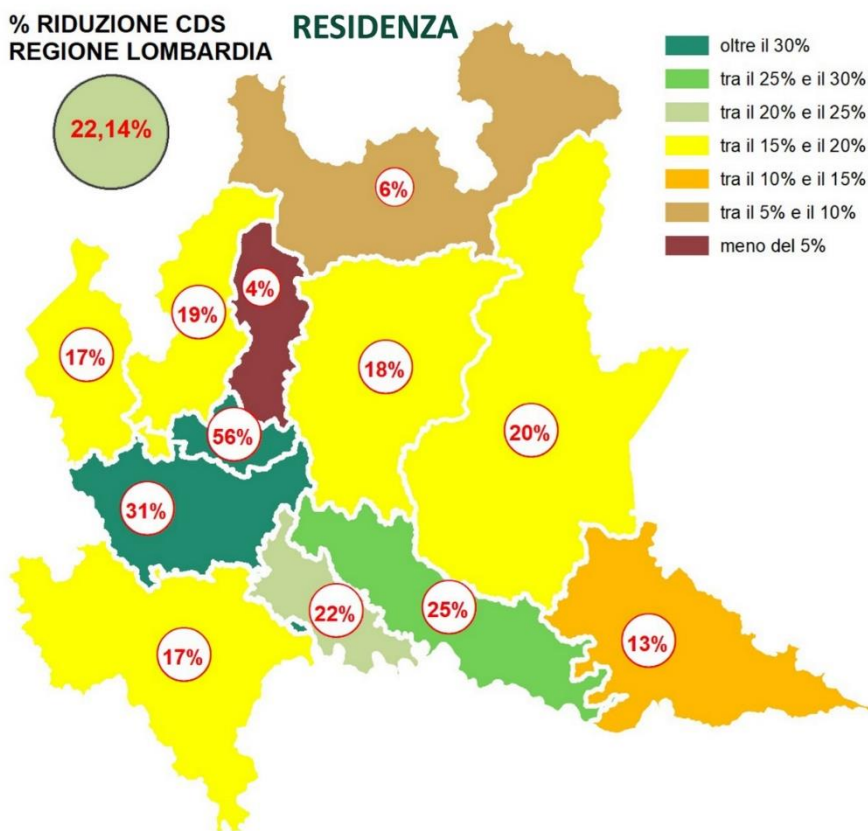 % RIDUZIONE CDS
REGIONE LOMBARDIA
RESIDENZA
22,14%
oltre il 30%
tra il 25% e il 30%
tra il 20% e il 25%
tra il 15% e il 20%
tra il 10% e il 15%
tra il 5% e il 10%
meno del 5%
6%
4%
19%
17%
18%
56%
20%
31%
22%
25%
17%
13%